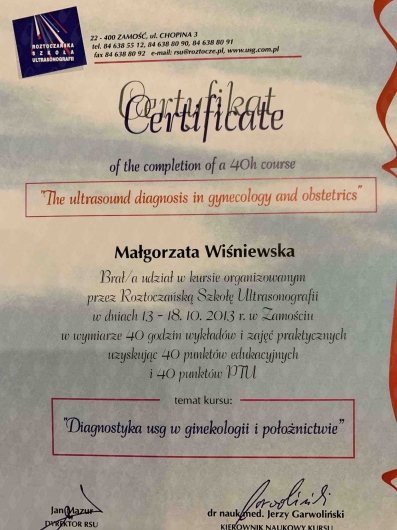 ROZTOCZAŃSKA
SZKOŁA
ULTRASONOGRAFII
22 - 400 ZAMOŚĆ, ul. CHOPINA 3
tel. 84 638 55 12, 84 638 80 90, 84 638 80 91
fax 84 638 80 92 e-mail: rsu@roztocze.pl, www.usg.com.pl
Certyfikat
Certificate
of the completion of a 40h course
"The ultrasound diagnosis in gynecology and obstetrics"
Małgorzata Wiśniewska
Brał/a udział w kursie organizowanym
przez Roztoczańską Szkołę Ultrasonografii
w dniach 13 - 18. 10. 2013 r. w Zamościu
w wymiarze 40 godzin wykładów i zajęć praktycznych
uzyskując 40 punktów edukacyjnych
i 40 punktów PTU
temat kursu:
"Diagnostyka usg w ginekologii i położnictwie"
Jan Mazur
DYREKTOR RSU
dr nauk med. Jerzy Garwoliński
KIEROWNIK NAUKOWY KURSU